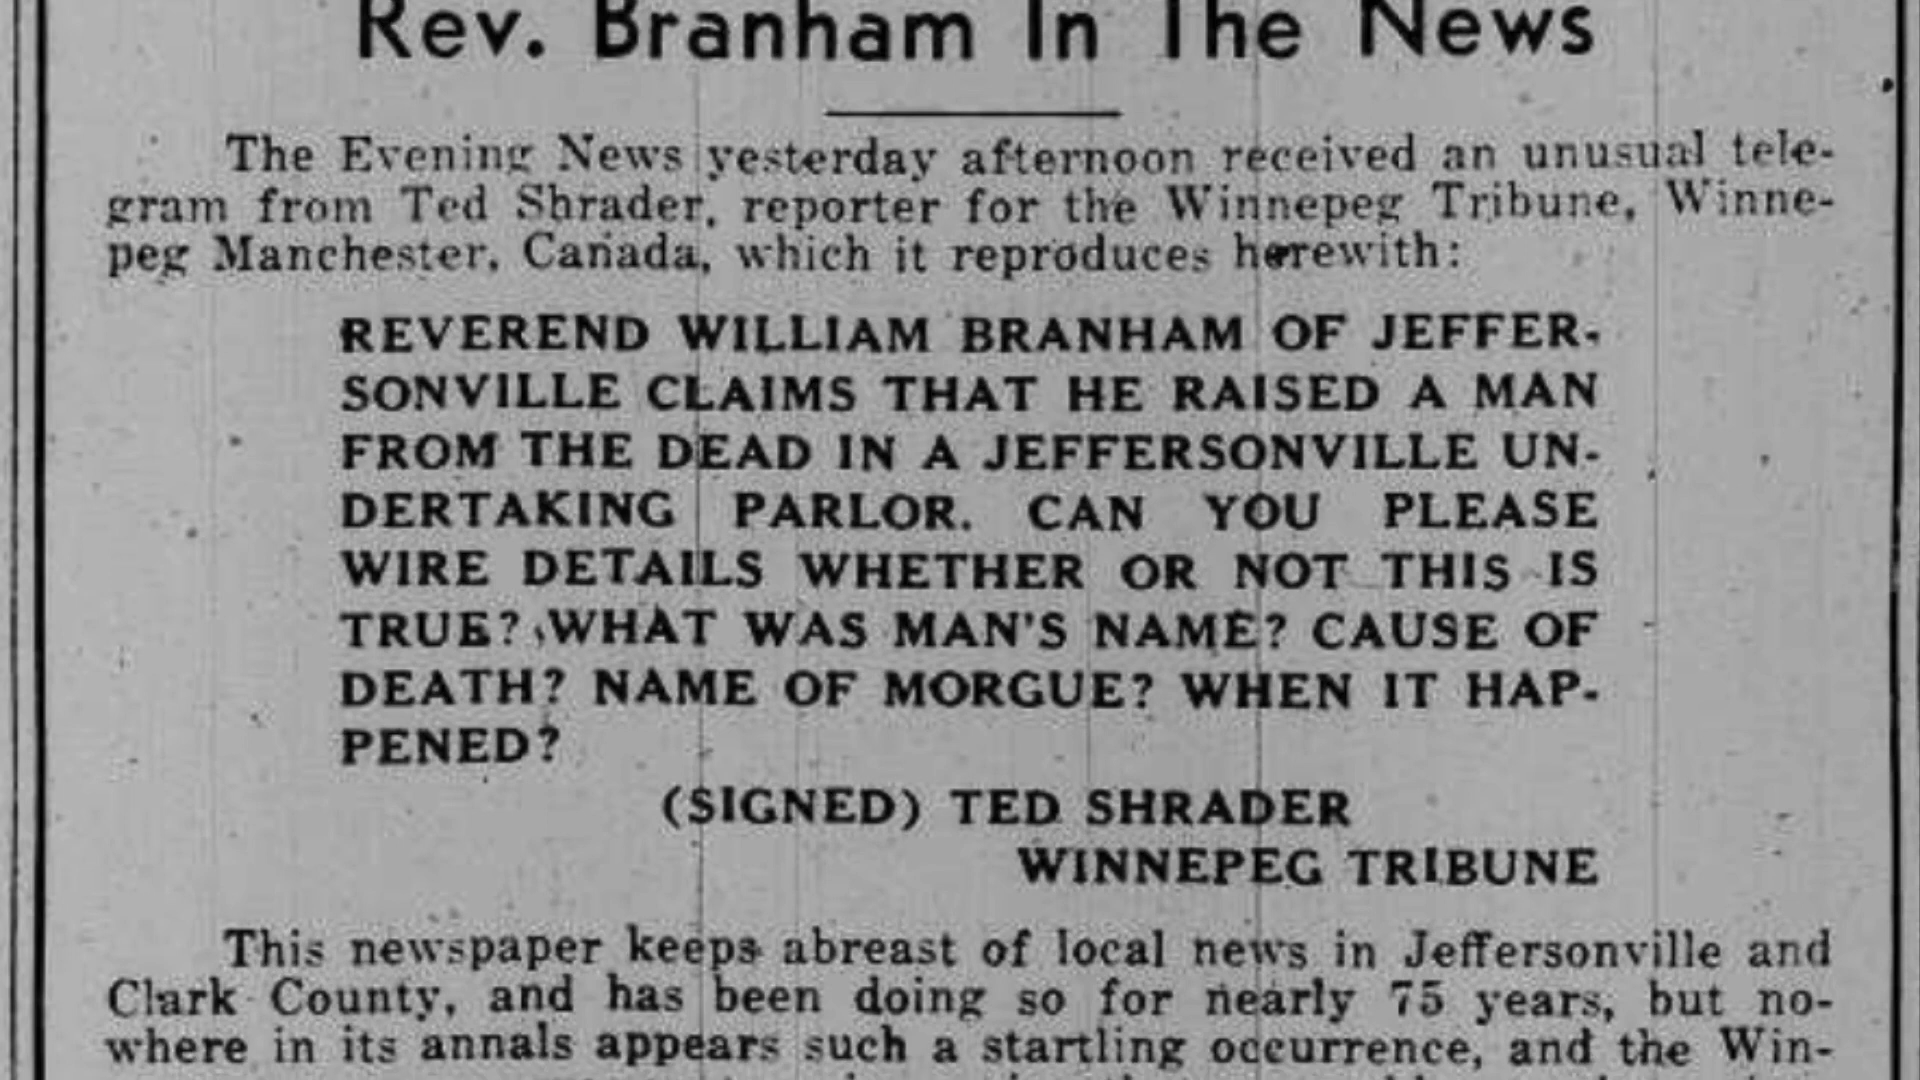 Rev. Branham In The News
The Evening News yesterday afternoon received an unusual tele-
gram from Ted Shrader, reporter for the Winnepeg Tribune, Winne-
peg Manchester, Canada, which it reproduces herewith:
REVEREND WILLIAM BRANHAM OF JEFFER-
SONVILLE CLAIMS THAT HE RAISED A MAN
FROM THE DEAD IN A JEFFERSONVILLE UN-
DERTAKING PARLOR. CAN YOU PLEASE
WIRE DETAILS WHETHER OR NOT THIS IS
TRUE? WHAT WAS MAN'S NAME? CAUSE OF
DEATH? NAME OF MORGUE? WHEN IT HAP-
PENED?
(SIGNED) TED SHRADER
WINNEPEG TRIBUNE
This newspaper keeps abreast of local news in Jeffersonville and
Clark County, and has been doing so for nearly 75 years, but no-
where in its annals appears such a startling occurrence, and the Win-